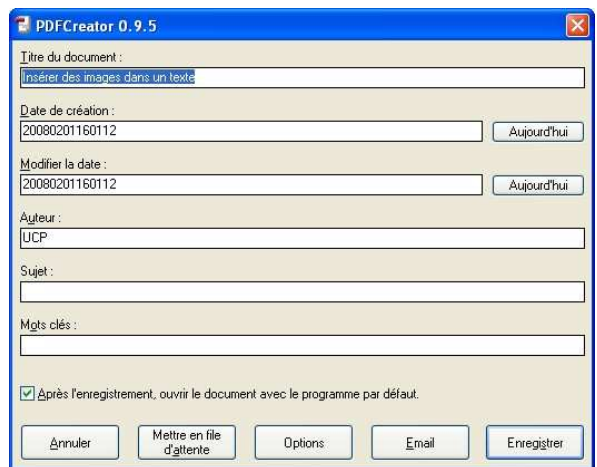 PDFCreator 0.9.5
Titre du document :
Insérer des images dans un texte
Date de création :
20080201160112
Aujourd'hui
Modifier la date :
20080201160112
Aujourd'hui
Auteur :
UCP
Sujet :
Mots clés :
Après l'enregistrement, ouvrir le document avec le programme par défaut.
Annuler
Mettre en file
d'attente
Options
Email
Enregistrer